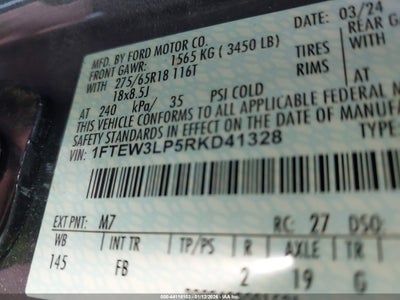 DATE: 03/24
MFD. BY FORD MOTOR CO.
FRONT GAWR: 1565 KG ( 3450 LB) REAR GA
WITH 275/65R18 116T TIRES
18x8.5J RIMS
AT 240 kPa/ 35 PSI COLD
THIS VEHICLE CONFORMS TO ALL APPLICABLE FEDERAL
SAFETY STANDARDS IN EFFECT ON THE DATE OF MANUFA
VIN: 1FTEW3LP5RKD41328 TYPE:
EXT PNT: M7 RC: 27 DSO:
WB INT TR TP/PS R AXLE TR
145 FB 2 19 G